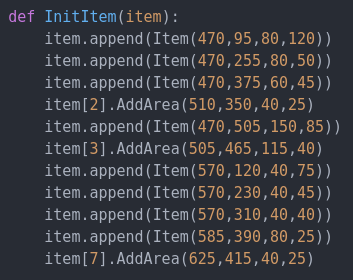 def InitItem(item):
    item.append(Item(470,95,80,120))
    item.append(Item(470,255,80,50))
    item.append(Item(470,375,60,45))
    item[2].AddArea(510,350,40,25)
    item.append(Item(470,505,150,85))
    item[3].AddArea(505,465,115,40)
    item.append(Item(570,120,40,75))
    item.append(Item(570,230,40,45))
    item.append(Item(570,310,40,40))
    item.append(Item(585,390,80,25))
    item[7].AddArea(625,415,40,25)